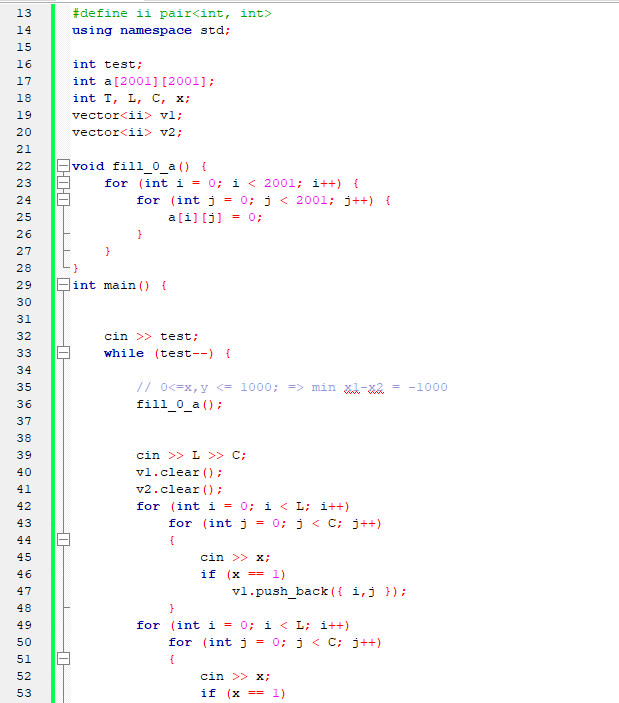 13 #define ii pair<int, int>
14 using namespace std;
15
16 int test;
17 int a[2001][2001];
18 int T, L, C, x;
19 vector<ii> v1;
20 vector<ii> v2;
21
22 void fill_0_a() {
23 for (int i = 0; i < 2001; i++) {
24 for (int j = 0; j < 2001; j++) {
25 a[i][j] = 0;
26 }
27 }
28 }
29 int main() {
30
31
32 cin >> test;
33 while (test--) {
34
35 // 0<=x,y <= 1000; => min x1-x2 = -1000
36 fill_0_a();
37
38
39 cin >> L >> C;
40 v1.clear();
41 v2.clear();
42 for (int i = 0; i < L; i++)
43 for (int j = 0; j < C; j++)
44 {
45 cin >> x;
46 if (x == 1)
47 v1.push_back({ i,j });
48 }
49 for (int i = 0; i < L; i++)
50 for (int j = 0; j < C; j++)
51 {
52 cin >> x;
53 if (x == 1)